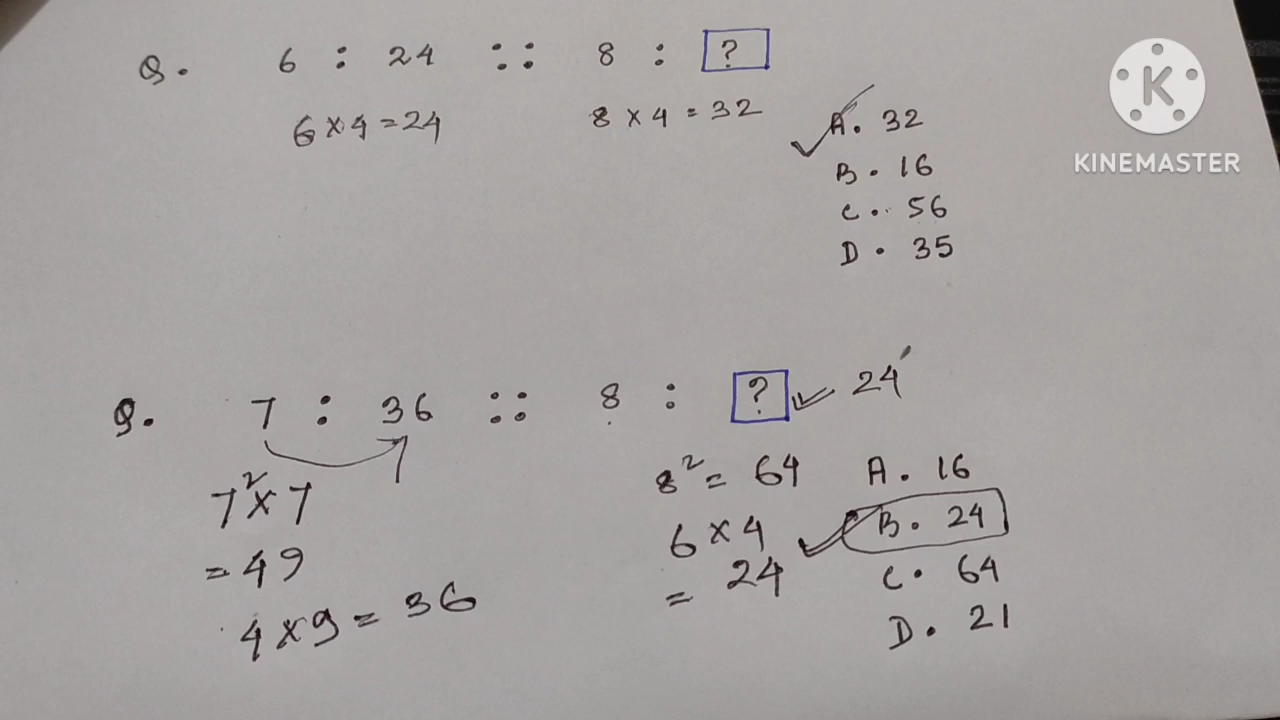 Q. 6 : 24 :: 8 : ?
6 × 4 = 24 8 × 4 = 32
A. 32
B. 16
C. 56
D. 35
KINEMASTER
Q. 7 : 36 :: 8 : ? 24
7² × 7
= 49
4 × 9 = 36
8² = 64
6 × 4
= 24
A. 16
B. 24
C. 64
D. 21